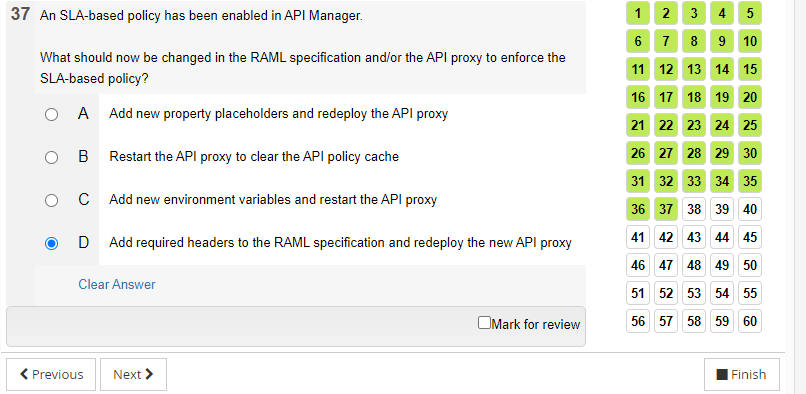 37 An SLA-based policy has been enabled in API Manager.
What should now be changed in the RAML specification and/or the API proxy to enforce the
SLA-based policy?
A Add new property placeholders and redeploy the API proxy
B Restart the API proxy to clear the API policy cache
C Add new environment variables and restart the API proxy
D Add required headers to the RAML specification and redeploy the new API proxy
Clear Answer
Mark for review
Previous Next Finish
1 2 3 4 5
6 7 8 9 10
11 12 13 14 15
16 17 18 19 20
21 22 23 24 25
26 27 28 29 30
31 32 33 34 35
36 37 38 39 40
41 42 43 44 45
46 47 48 49 50
51 52 53 54 55
56 57 58 59 60